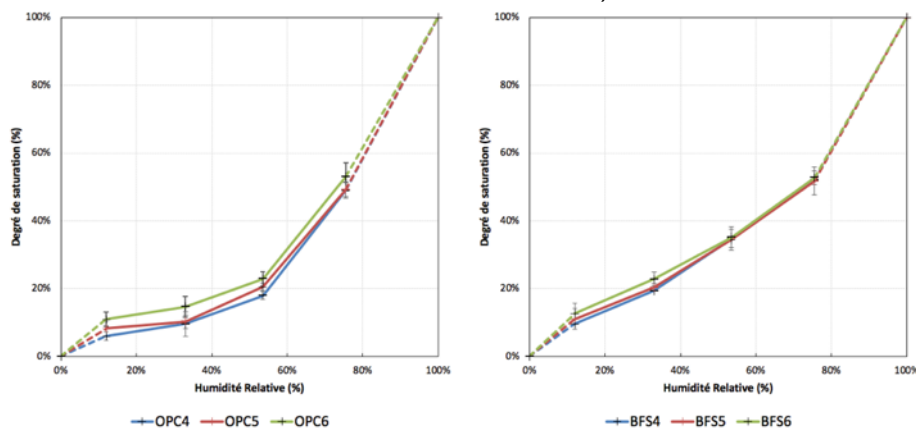 100%
80%
60%
40%
20%
0%
Degré de saturation (%)
0% 20% 40% 60% 80% 100%
Humidité Relative (%)
OPC4 OPC5 OPC6
100%
80%
60%
40%
20%
0%
Degré de saturation (%)
0% 20% 40% 60% 80% 100%
Humidité Relative (%)
BFS4 BFS5 BFS6